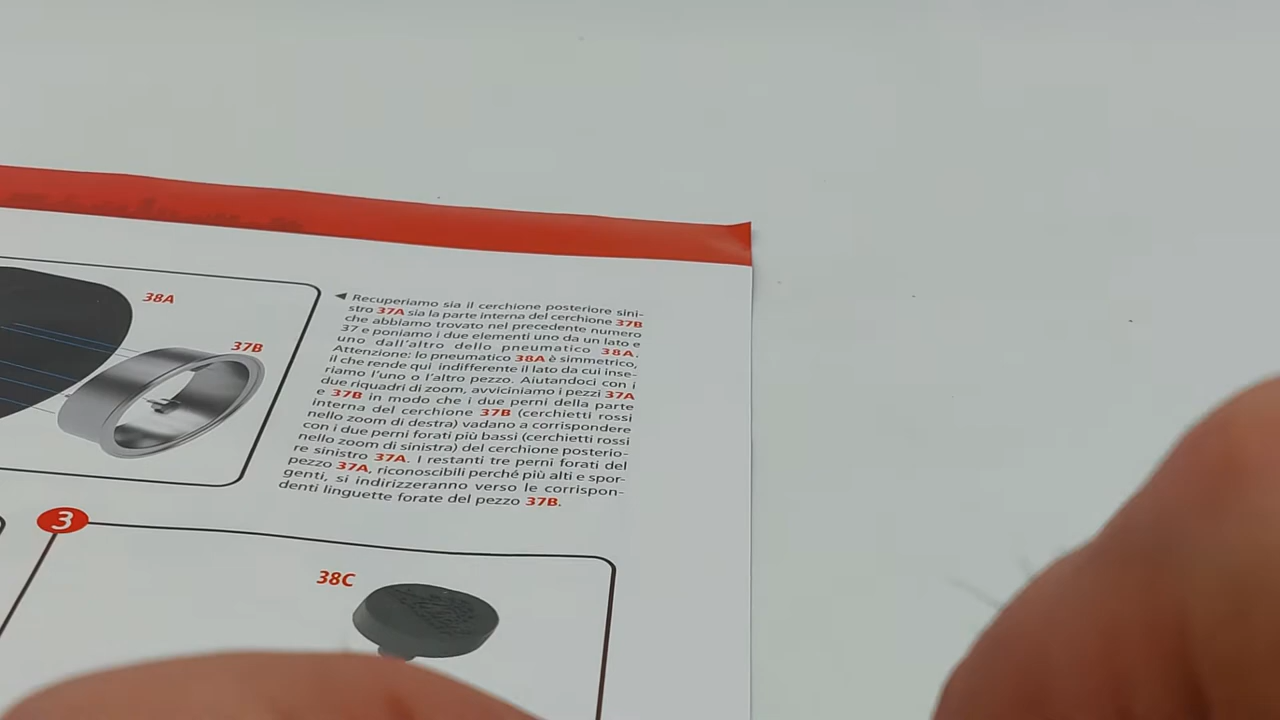 38A
37B
◄ Recuperiamo sia il cerchione posteriore sini-
stro 37A sia la parte interna del cerchione 37B
che abbiamo trovato nel precedente numero
37 e poniamo i due elementi uno da un lato e
uno dall'altro dello pneumatico 38A.
Attenzione: lo pneumatico 38A è simmetrico,
il che rende qui indifferente il lato da cui inse-
riamo l'uno o l'altro pezzo. Aiutandoci con i
due riquadri di zoom, avviciniamo i pezzi 37A
e 37B in modo che i due perni della parte
interna del cerchione 37B (cerchietti rossi
nello zoom di destra) vadano a corrispondere
con i due perni forati più bassi (cerchietti rossi
nello zoom di sinistra) del cerchione posterio-
re sinistro 37A. I restanti tre perni forati del
pezzo 37A, riconoscibili perché più alti e spor-
genti, si indirizzeranno verso le corrispon-
denti linguette forate del pezzo 37B.
3
38C